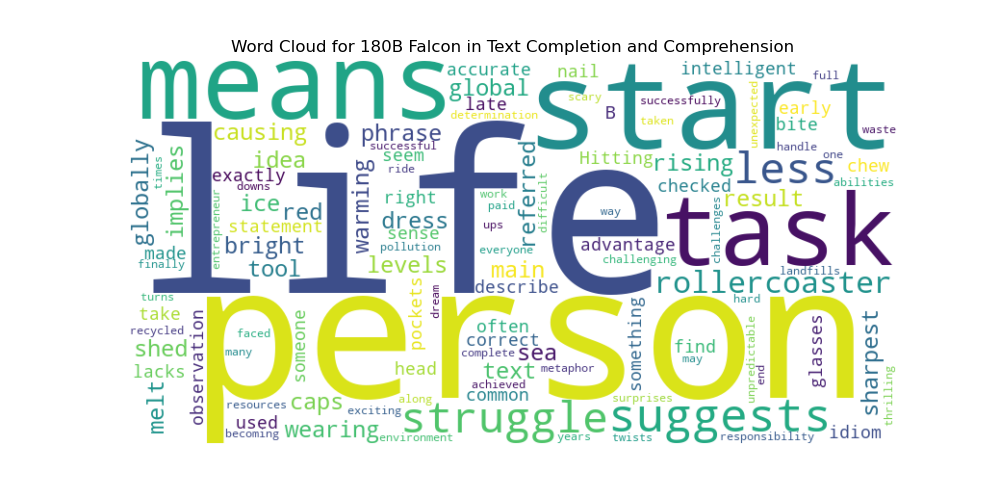 Word Cloud for 180B Falcon in Text Completion and Comprehension
means
accurate
nail
intelligent
full
global
start
scary
successfully
unexpected
early
late
determination
B
taken
bite
waste
causing
phrase
successful
life
handle
one
globally
times
implies
idea
seem
Hitting
rising
less
chew
exactly
ride
downs
warming
referred
difficult
checked
abilities
entrepreneur
ice
red
right
work
paid
way
result
challenges
task
statement
dress
made
bright
sense
ups
advantage
finally
tool
pollution
everyone
challenging
levels
main
landfills
describe
rollercoaster
turns
person
pockets
dream
hard
take
recycled
observation
faced
someone
often
something
glasses
sharpest
correct
shed
many
complete
sea
find
may
unpredictable
end
lacks
head
text
metaphor
thrilling
melt
achieved
common
resources
caps
along
surprises
used
exciting
struggle
suggests
becoming
wearing
environment
years
twists
responsibility
idiom